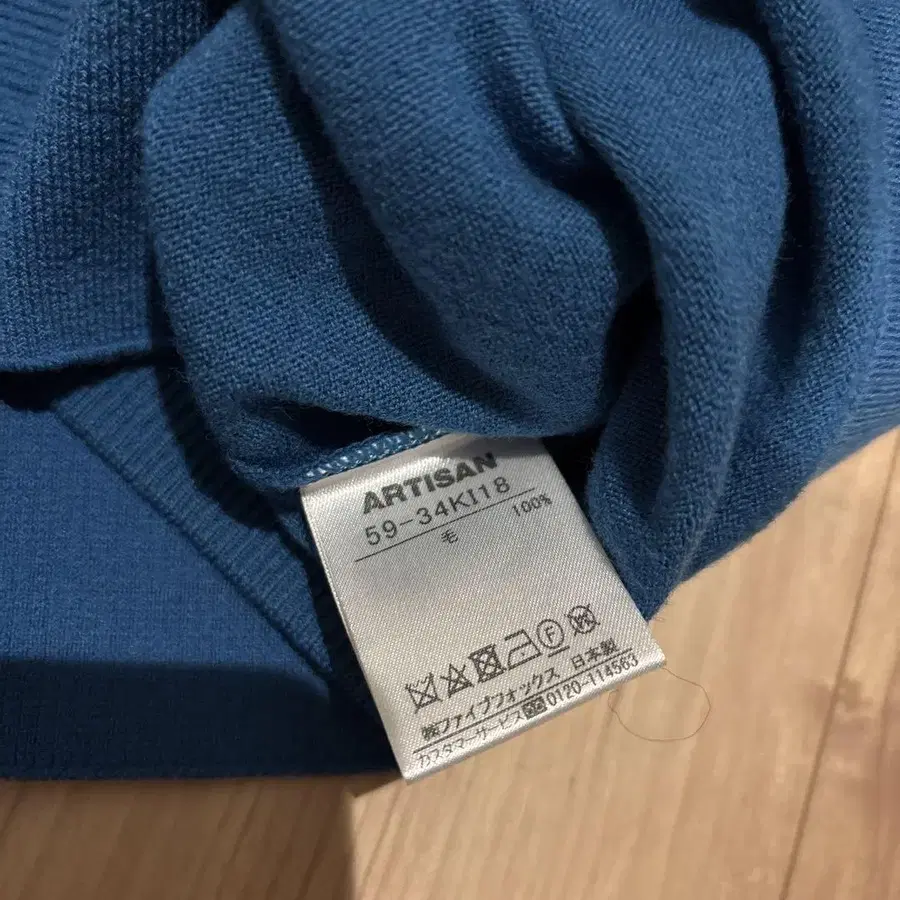 ARTISAN
59-34KI18
毛 100%
F W
㈱ファイブフォックス 日本製
カスタマーサービス 0120-114563